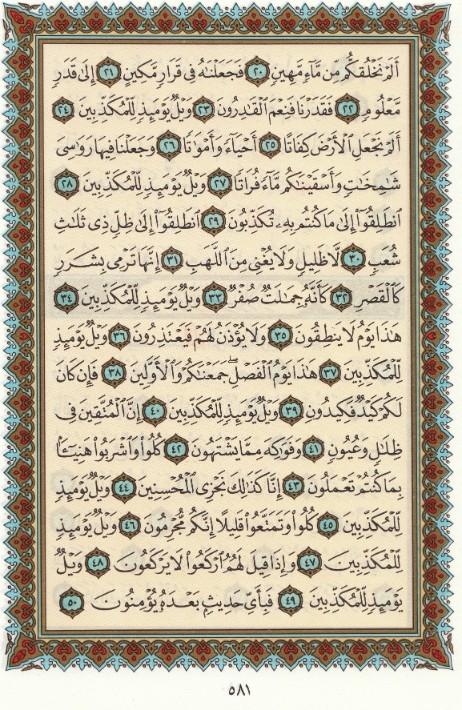 أَلَمْ نَخْلُقكُّم مِّن مَّآءٍ مَّهِينٍ ٢٠ فَجَعَلْنَٰهُ فِى قَرَارٍ مَّكِينٍ ٢١ إِلَىٰ قَدَرٍ
مَّعْلُومٍ ٢٢ فَقَدَرْنَا فَنِعْمَ ٱلْقَٰدِرُونَ ٢٣ وَيْلٌ يَوْمَئِذٍ لِّلْمُكَذِّبِينَ ٢٤
أَلَمْ نَجْعَلِ ٱلْأَرْضَ كِفَاتًا ٢٥ أَحْيَآءً وَأَمْوَٰتًا ٢٦ وَجَعَلْنَا فِيهَا رَوَٰسِىَ
شَٰمِخَٰتٍ وَأَسْقَيْنَٰكُم مَّآءً فُرَاتًا ٢٧ وَيْلٌ يَوْمَئِذٍ لِّلْمُكَذِّبِينَ ٢٨
ٱنطَلِقُوٓا۟ إِلَىٰ مَا كُنتُم بِهِۦ تُكَذِّبُونَ ٢٩ ٱنطَلِقُوٓا۟ إِلَىٰ ظِلٍّ ذِى ثَلَٰثِ
شُعَبٍ ٣٠ لَّا ظَلِيلٍ وَلَا يُغْنِى مِنَ ٱللَّهَبِ ٣١ إِنَّهَا تَرْمِى بِشَرَرٍ
كَٱلْقَصْرِ ٣٢ كَأَنَّهُۥ جِمَٰلَتٌ صُفْرٌ ٣٣ وَيْلٌ يَوْمَئِذٍ لِّلْمُكَذِّبِينَ ٣٤
هَٰذَا يَوْمُ لَا يَنطِقُونَ ٣٥ وَلَا يُؤْذَنُ لَهُمْ فَيَعْتَذِرُونَ ٣٦ وَيْلٌ يَوْمَئِذٍ
لِّلْمُكَذِّبِينَ ٣٧ هَٰذَا يَوْمُ ٱلْفَصْلِ ۖ جَمَعْنَٰكُمْ وَٱلْأَوَّلِينَ ٣٨ فَإِن كَانَ
لَكُمْ كَيْدٌ فَكِيدُونِ ٣٩ وَيْلٌ يَوْمَئِذٍ لِّلْمُكَذِّبِينَ ٤٠ إِنَّ ٱلْمُتَّقِينَ فِى
ظِلَٰلٍ وَعُيُونٍ ٤١ وَفَوَٰكِهَ مِمَّا يَشْتَهُونَ ٤٢ كُلُوا۟ وَٱشْرَبُوا۟ هَنِيٓـًٔۢا
بِمَا كُنتُمْ تَعْمَلُونَ ٤٣ إِنَّا كَذَٰلِكَ نَجْزِى ٱلْمُحْسِنِينَ ٤٤ وَيْلٌ يَوْمَئِذٍ
لِّلْمُكَذِّبِينَ ٤٥ كُلُوا۟ وَتَمَتَّعُوا۟ قَلِيلًا إِنَّكُم مُّجْرِمُونَ ٤٦ وَيْلٌ يَوْمَئِذٍ
لِّلْمُكَذِّبِينَ ٤٧ وَإِذَا قِيلَ لَهُمُ ٱرْكَعُوا۟ لَا يَرْكَعُونَ ٤٨ وَيْلٌ
يَوْمَئِذٍ لِّلْمُكَذِّبِينَ ٤٩ فَبِأَىِّ حَدِيثٍۭ بَعْدَهُۥ يُؤْمِنُونَ ٥٠
٥٨١